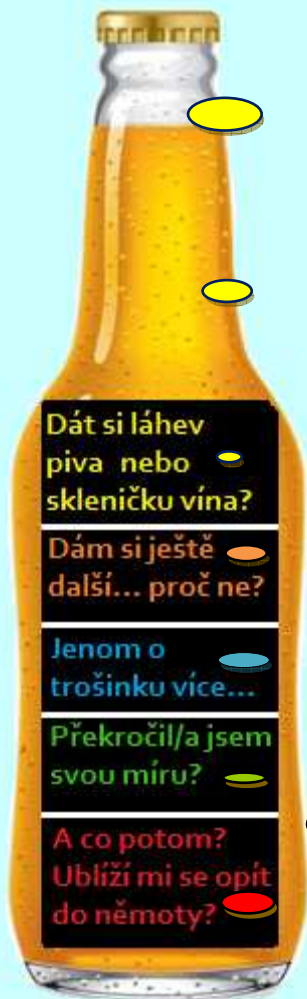 Dát si láhev
piva nebo
skleničku vína?
Dám si ještě
další... proč ne?
Jenom o
trošinku více...
Překročil/a jsem
svou míru?
A co potom?
Ublíží mi se opít
do němoty?